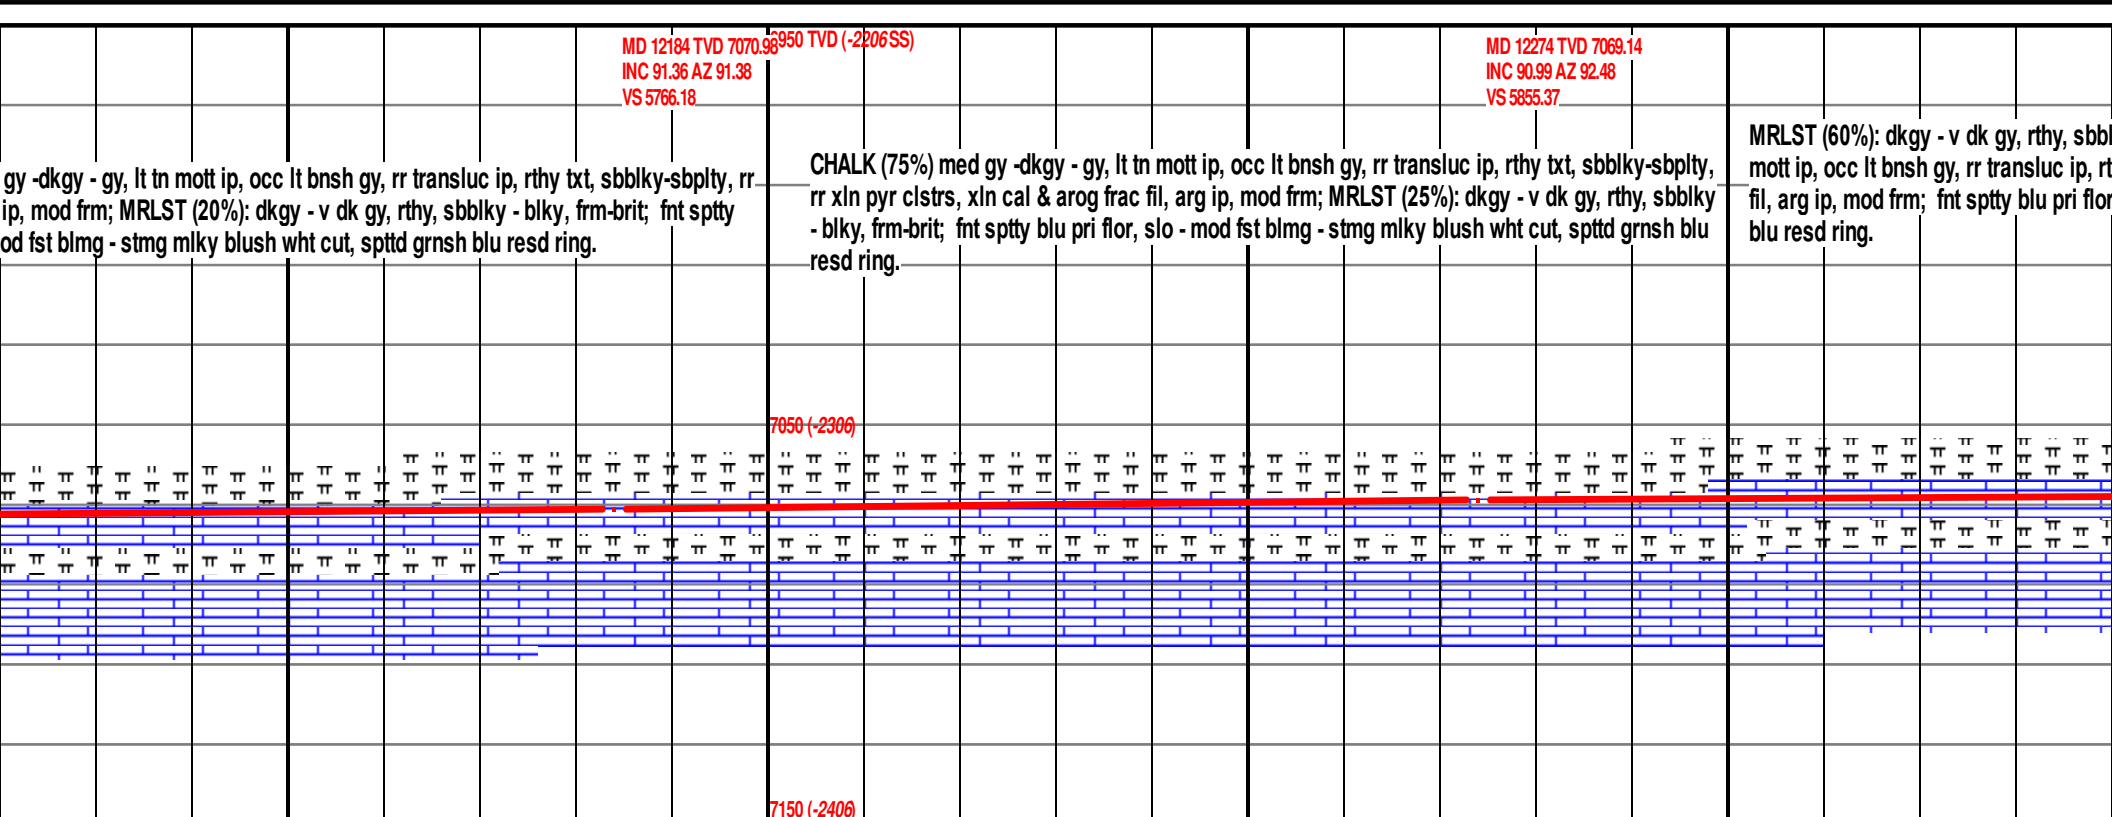 MD 12184 TVD 7070.98
INC 91.36 AZ 91.38
VS 5766.18
6950 TVD (-2206 SS)
MD 12274 TVD 7069.14
INC 90.99 AZ 92.48
VS 5855.37
gy -dkgy - gy, lt tn mott ip, occ lt bnsh gy, rr transluc ip, rthy txt, sbblky-sbplty, rr
ip, mod frm; MRLST (20%): dkgy - v dk gy, rthy, sbblky - blky, frm-brit; fnt sptty
od fst blmg - stmg mlky blush wht cut, spttd grnsh blu resd ring.
CHALK (75%) med gy -dkgy - gy, lt tn mott ip, occ lt bnsh gy, rr transluc ip, rthy txt, sbblky-sbplty,
rr xln pyr clstrs, xln cal & arog frac fil, arg ip, mod frm; MRLST (25%): dkgy - v dk gy, rthy, sbblky
- blky, frm-brit; fnt sptty blu pri flor, slo - mod fst blmg - stmg mlky blush wht cut, spttd grnsh blu
resd ring.
MRLST (60%): dkgy - v dk gy, rthy, sbbl
mott ip, occ lt bnsh gy, rr transluc ip, rt
fil, arg ip, mod frm; fnt sptty blu pri flor
blu resd ring.
7050 (-2306)
7150 (-2406)